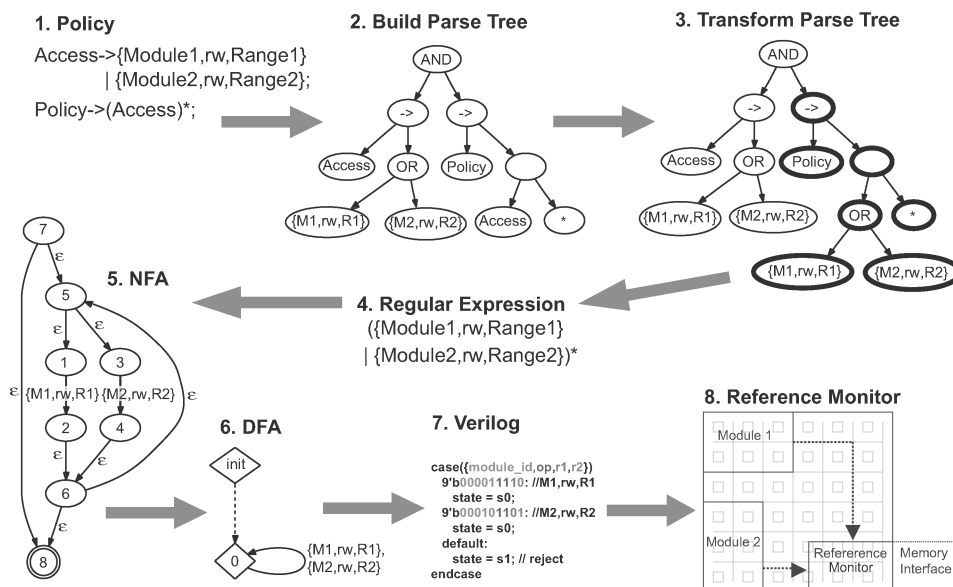 1. Policy
Access->{Module1,rw,Range1}
| {Module2,rw,Range2};
Policy->(Access)*;
2. Build Parse Tree
AND
->
->
Access
OR
Policy
{M1,rw,R1}
{M2,rw,R2}
Access
*
3. Transform Parse Tree
AND
->
->
Access
OR
Policy
{M1,rw,R1}
{M2,rw,R2}
OR
*
{M1,rw,R1}
{M2,rw,R2}
4. Regular Expression
({Module1,rw,Range1}
| {Module2,rw,Range2})*
5. NFA
7
ε
5
ε
ε
1
3
ε
{M1,rw,R1}
{M2,rw,R2}
ε
2
4
ε
ε
6
ε
8
6. DFA
init
0
{M1,rw,R1},
{M2,rw,R2}
7. Verilog
case({module_id,op,r1,r2})
9'b000011110: //M1,rw,R1
state = s0;
9'b000101101: //M2,rw,R2
state = s0;
default:
state = s1; // reject
endcase
8. Reference Monitor
Module 1
Module 2
Refererence
Monitor
Memory
Interface